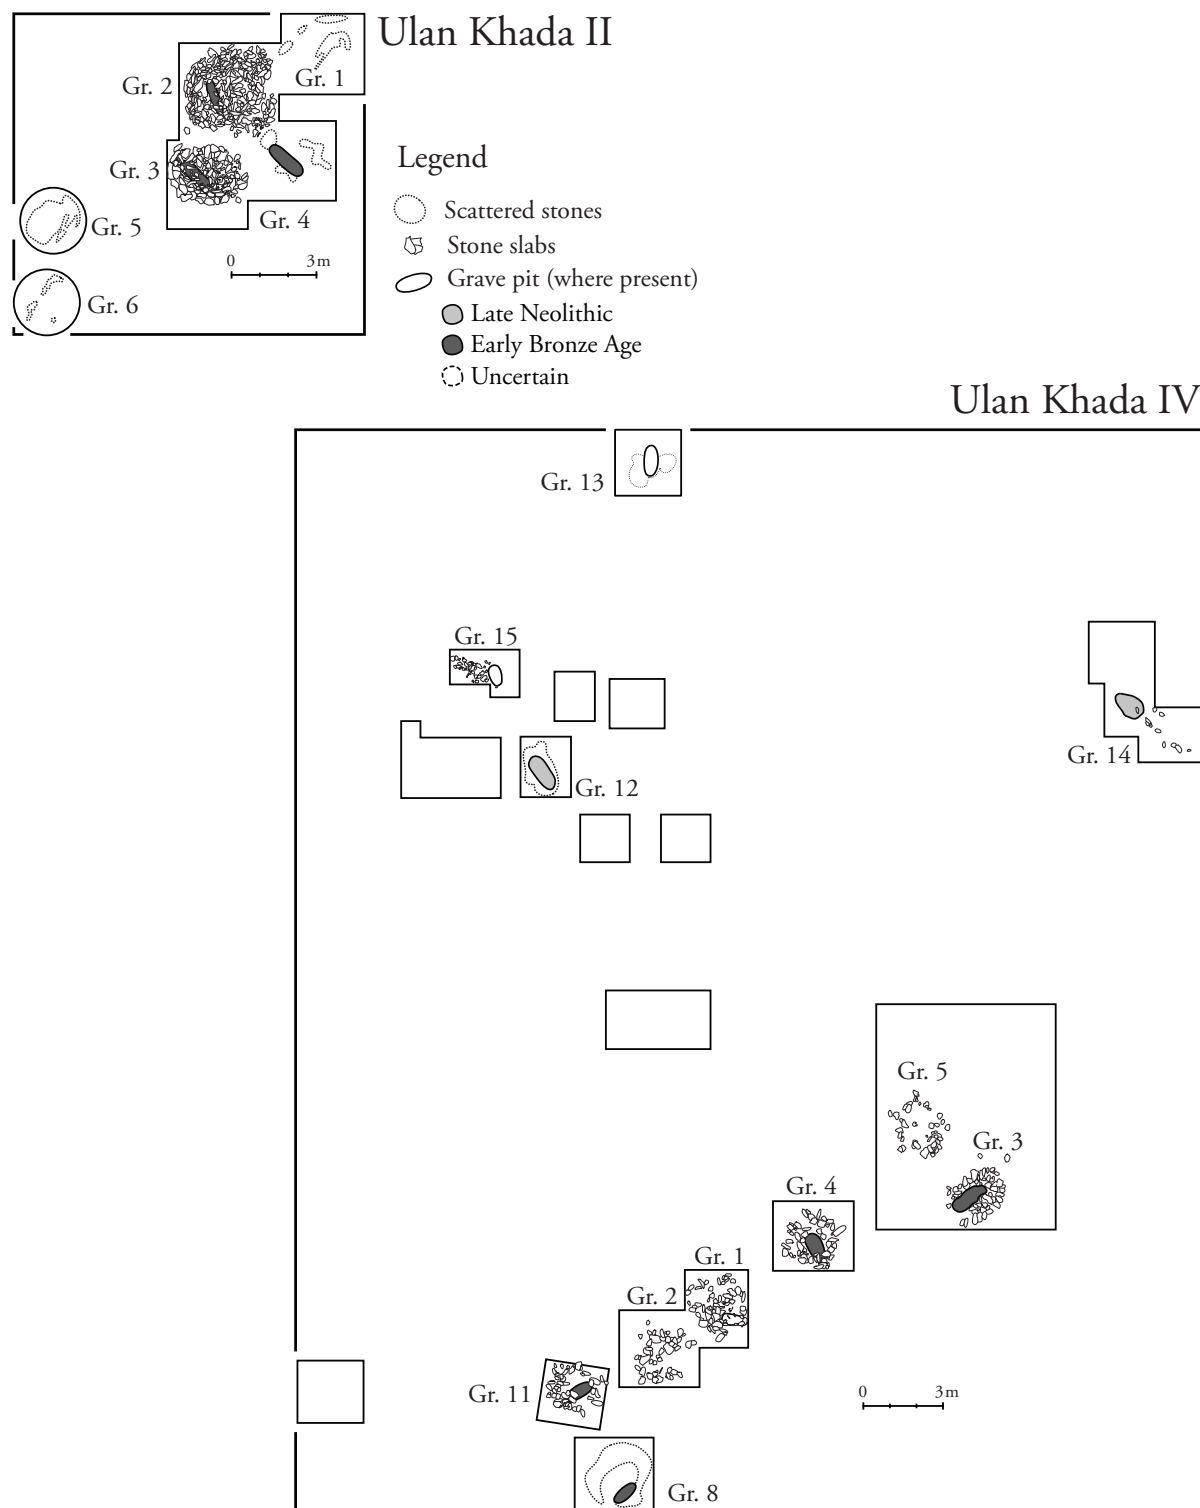 Ulan Khada II
Gr. 1
Gr. 2
Gr. 3
Gr. 4
Gr. 5
Gr. 6
0 3 m
Legend
Scattered stones
Stone slabs
Grave pit (where present)
Late Neolithic
Early Bronze Age
Uncertain
Ulan Khada IV
Gr. 13
Gr. 15
Gr. 14
Gr. 12
Gr. 5
Gr. 3
Gr. 4
Gr. 1
Gr. 2
Gr. 11
0 3 m
Gr. 8